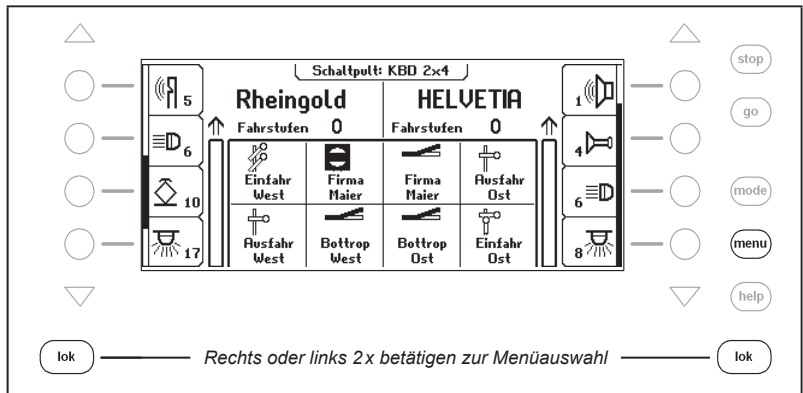 Schaltpult: KBD 2x4
Rheingold HELVETIA
Fahrstufen 0 Fahrstufen 0
5
6
10
17
Einfahr West
Firma Maier
Firma Maier
Ausfahr Ost
Ausfahr West
Bottrop West
Bottrop Ost
Einfahr Ost
1
4
6
8
stop
go
mode
menu
help
lok
Rechts oder links 2x betätigen zur Menüauswahl
lok